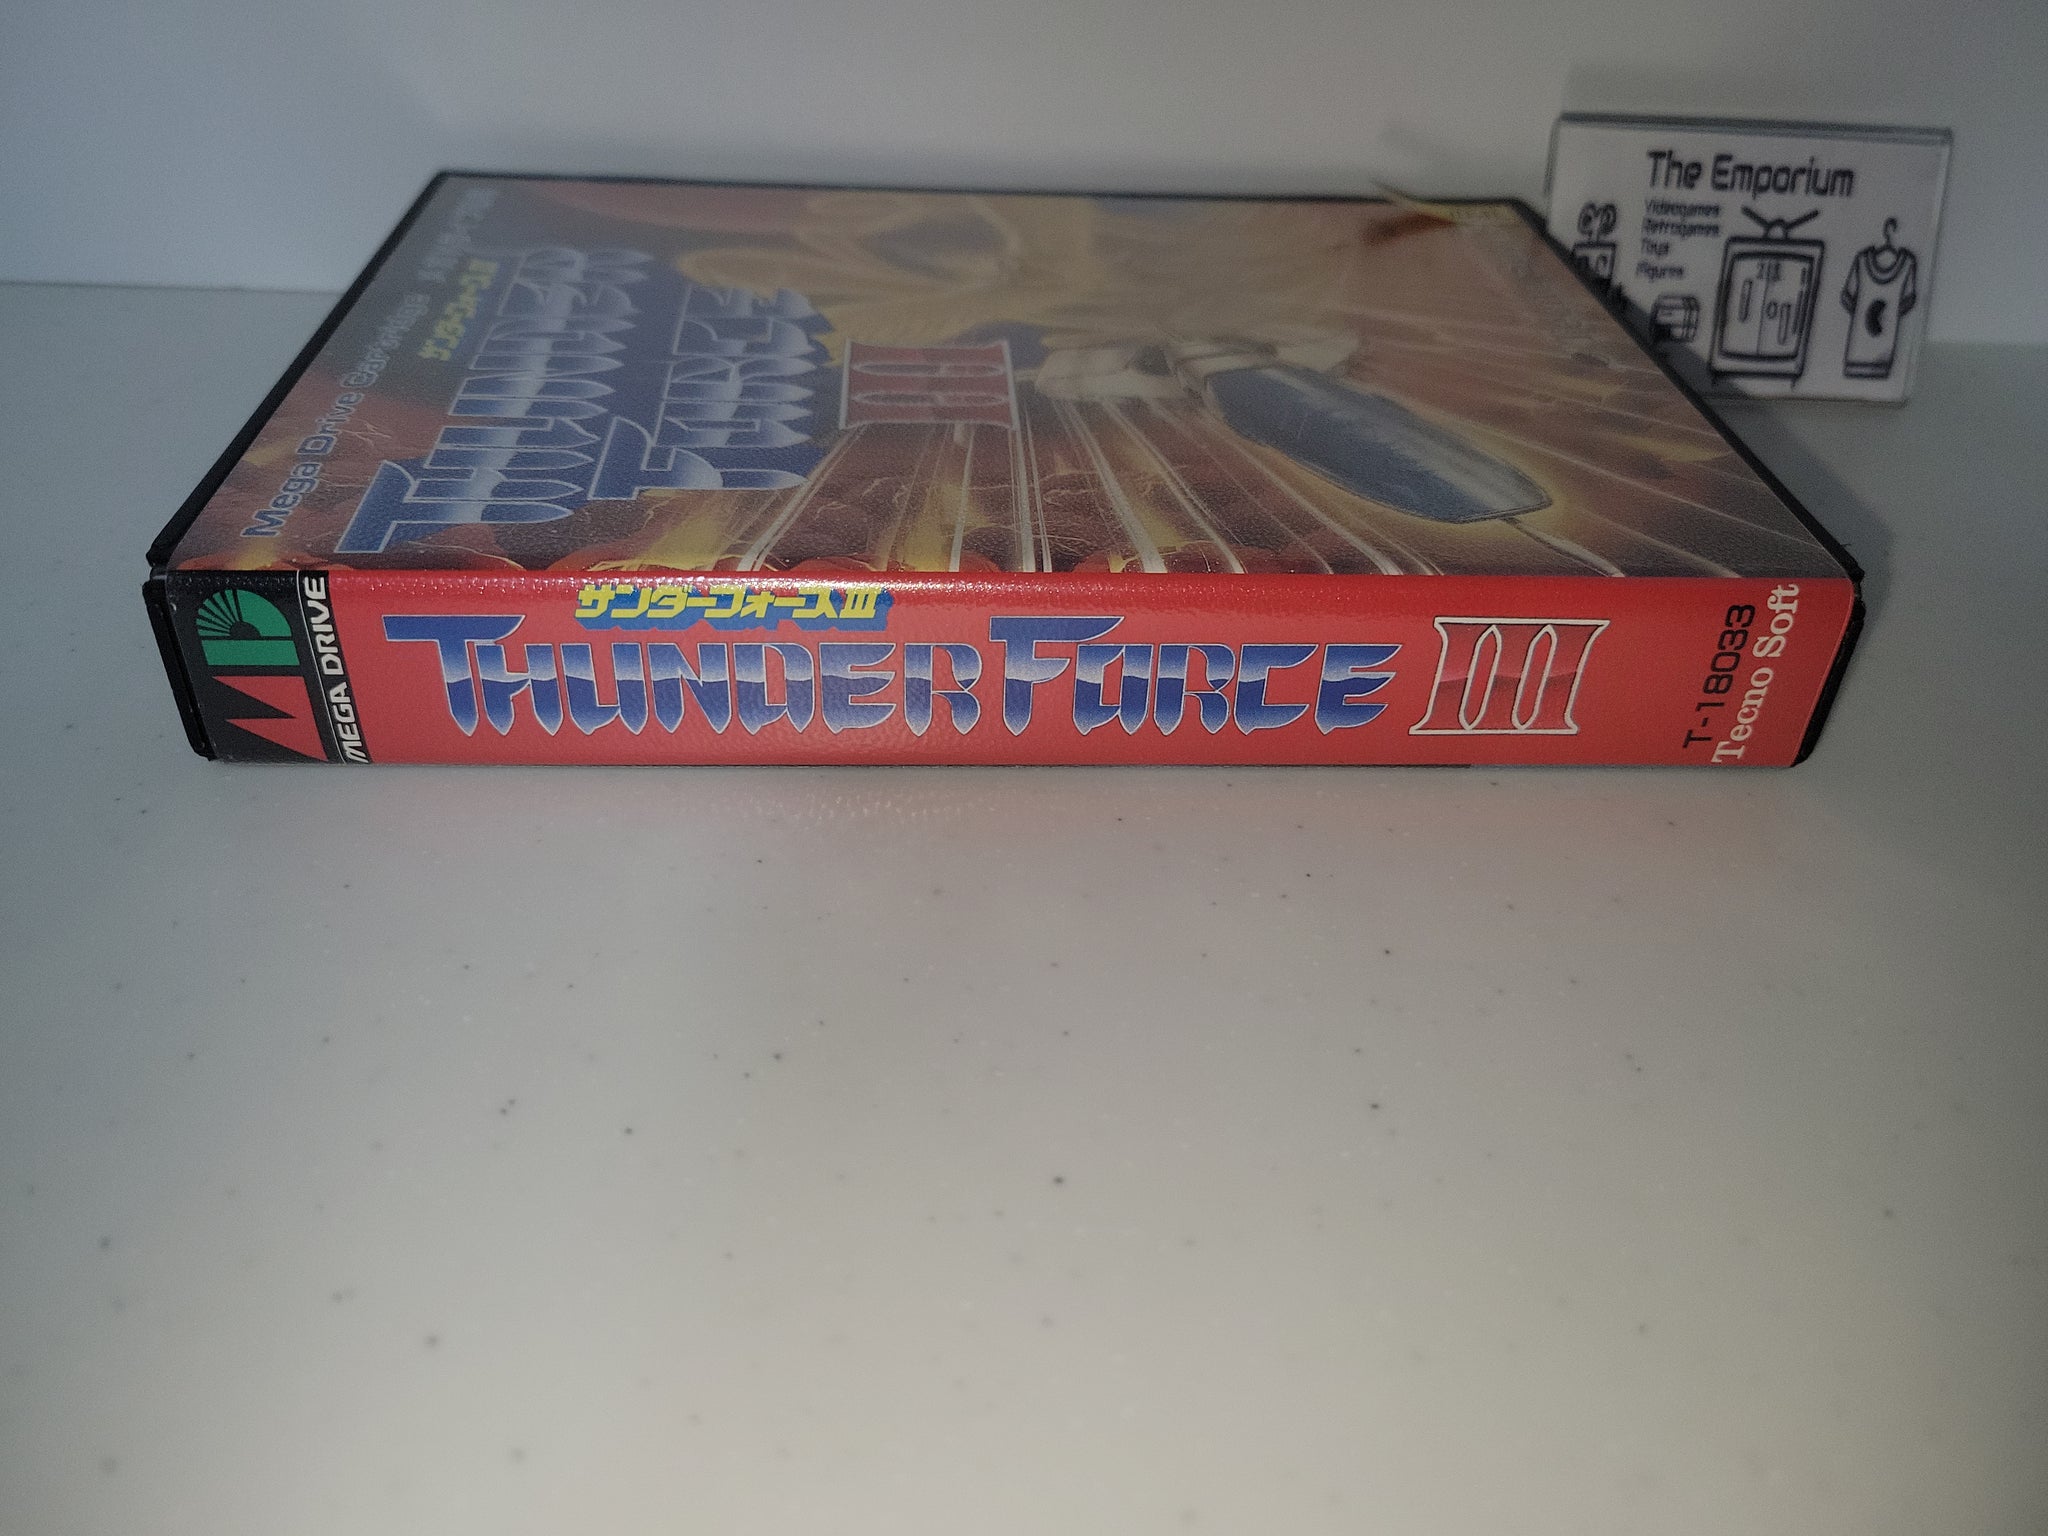 The Emporium
Videogames
Retrogames
Toys
Figures
Mega Drive Cartridge
サンダーフォースIII
THUNDER
FORCE
III
MD
MEGA DRIVE
サンダーフォースIII
THUNDER FORCE III
T-18033
Tecno Soft